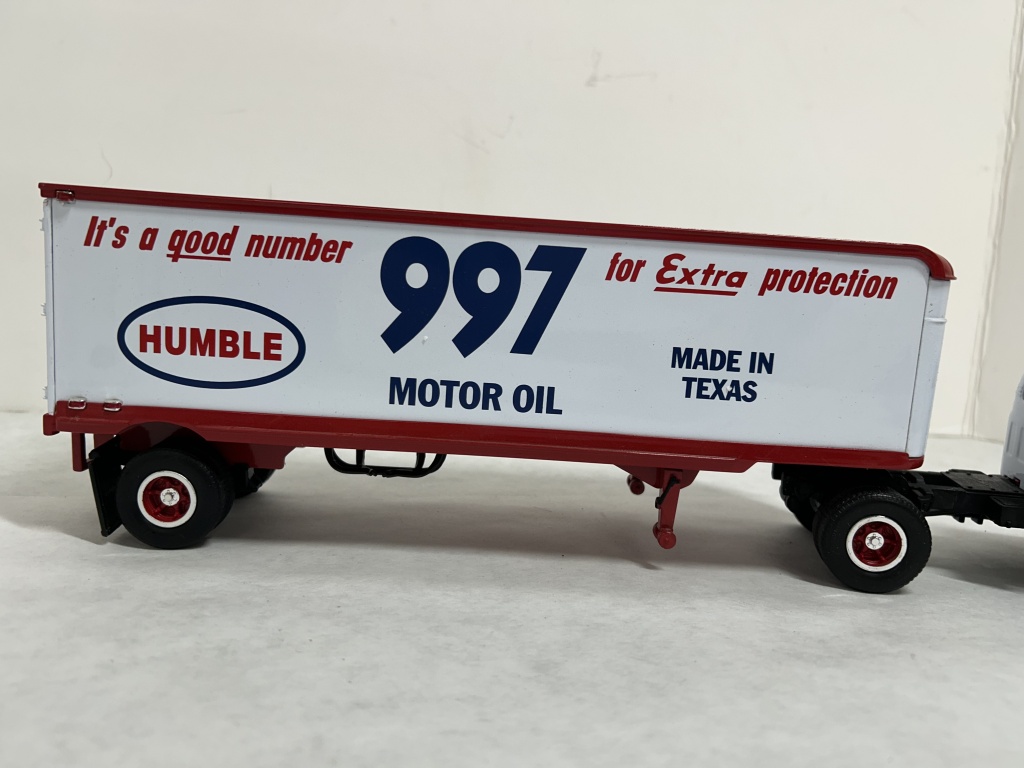 It's a good number
997
for Extra protection
HUMBLE
MOTOR OIL
MADE IN
TEXAS